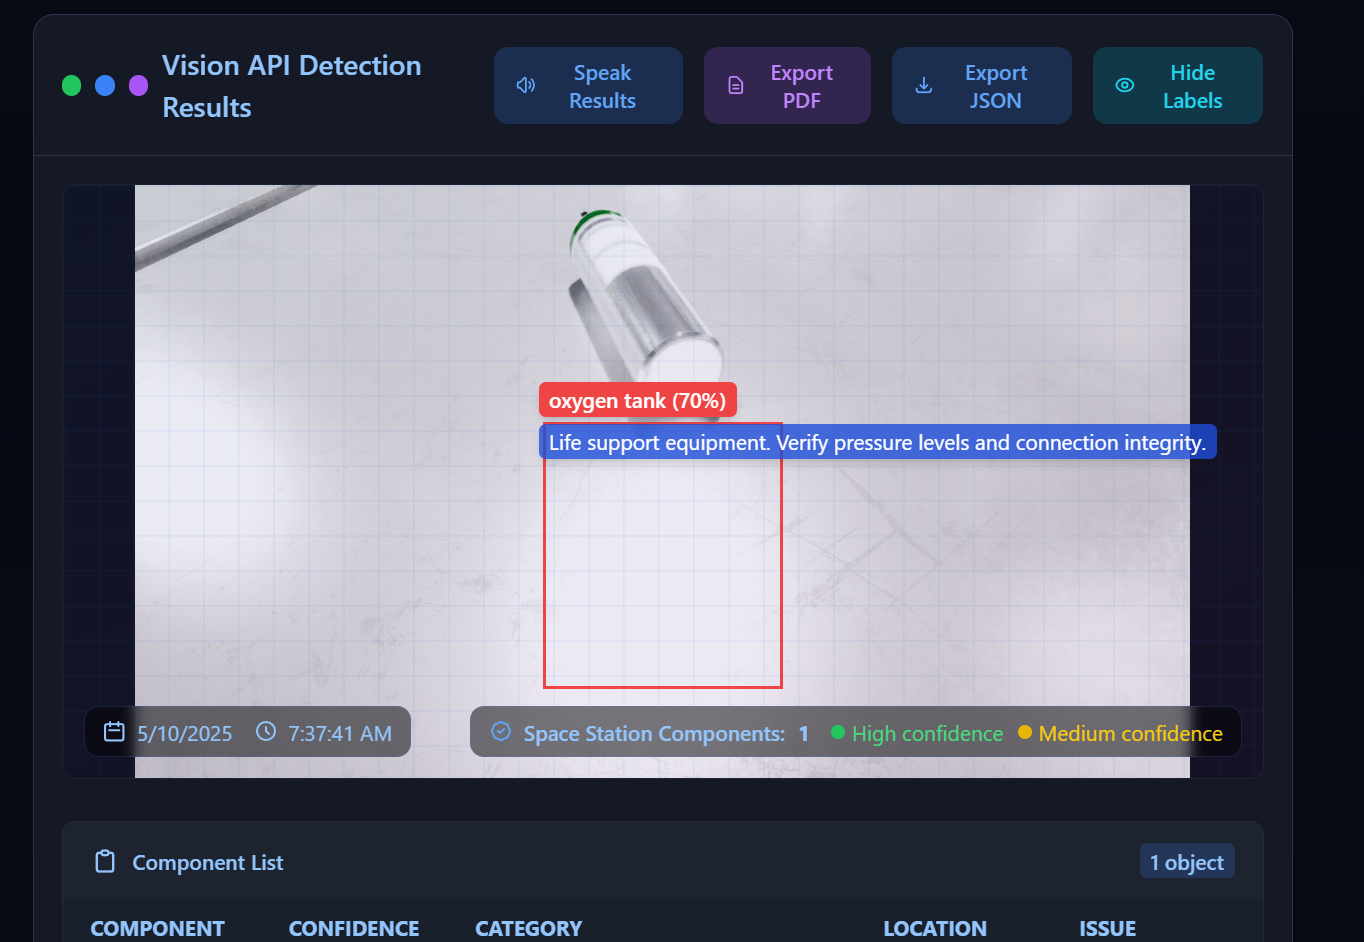 Vision API Detection
Results
Speak
Results
Export
PDF
Export
JSON
Hide
Labels
oxygen tank (70%)
Life support equipment. Verify pressure levels and connection integrity.
5/10/2025 7:37:41 AM
Space Station Components: 1 High confidence Medium confidence
Component List
1 object
COMPONENT CONFIDENCE CATEGORY LOCATION ISSUE